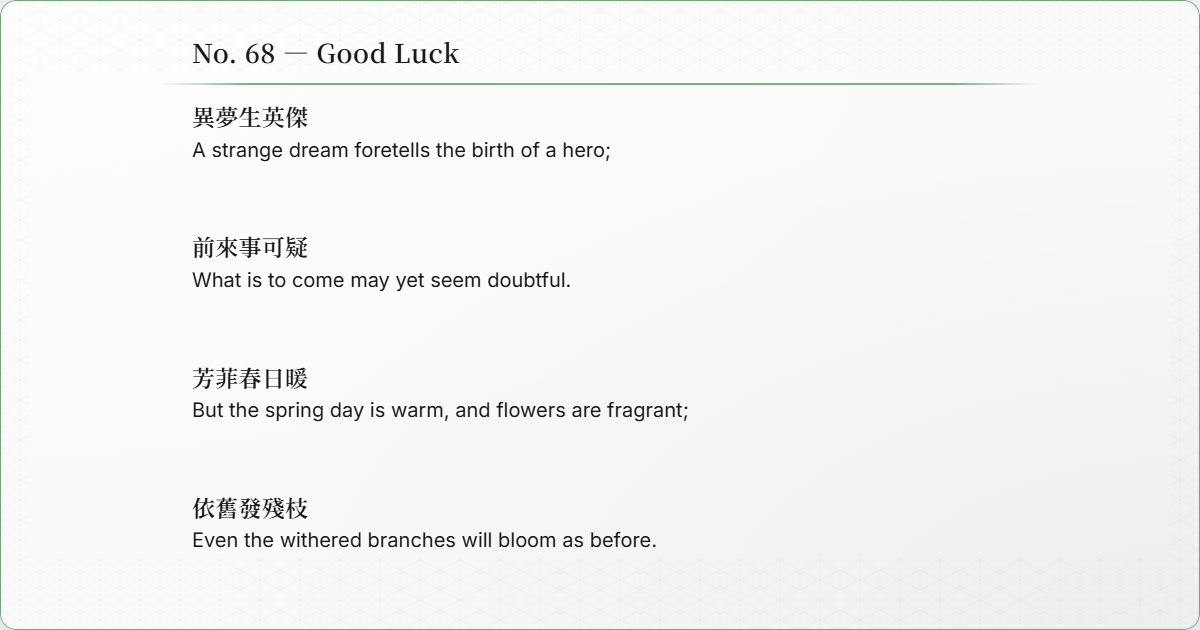 No. 68 — Good Luck
異夢生英傑
A strange dream foretells the birth of a hero;
前來事可疑
What is to come may yet seem doubtful.
芳菲春日暖
But the spring day is warm, and flowers are fragrant;
依舊發殘枝
Even the withered branches will bloom as before.